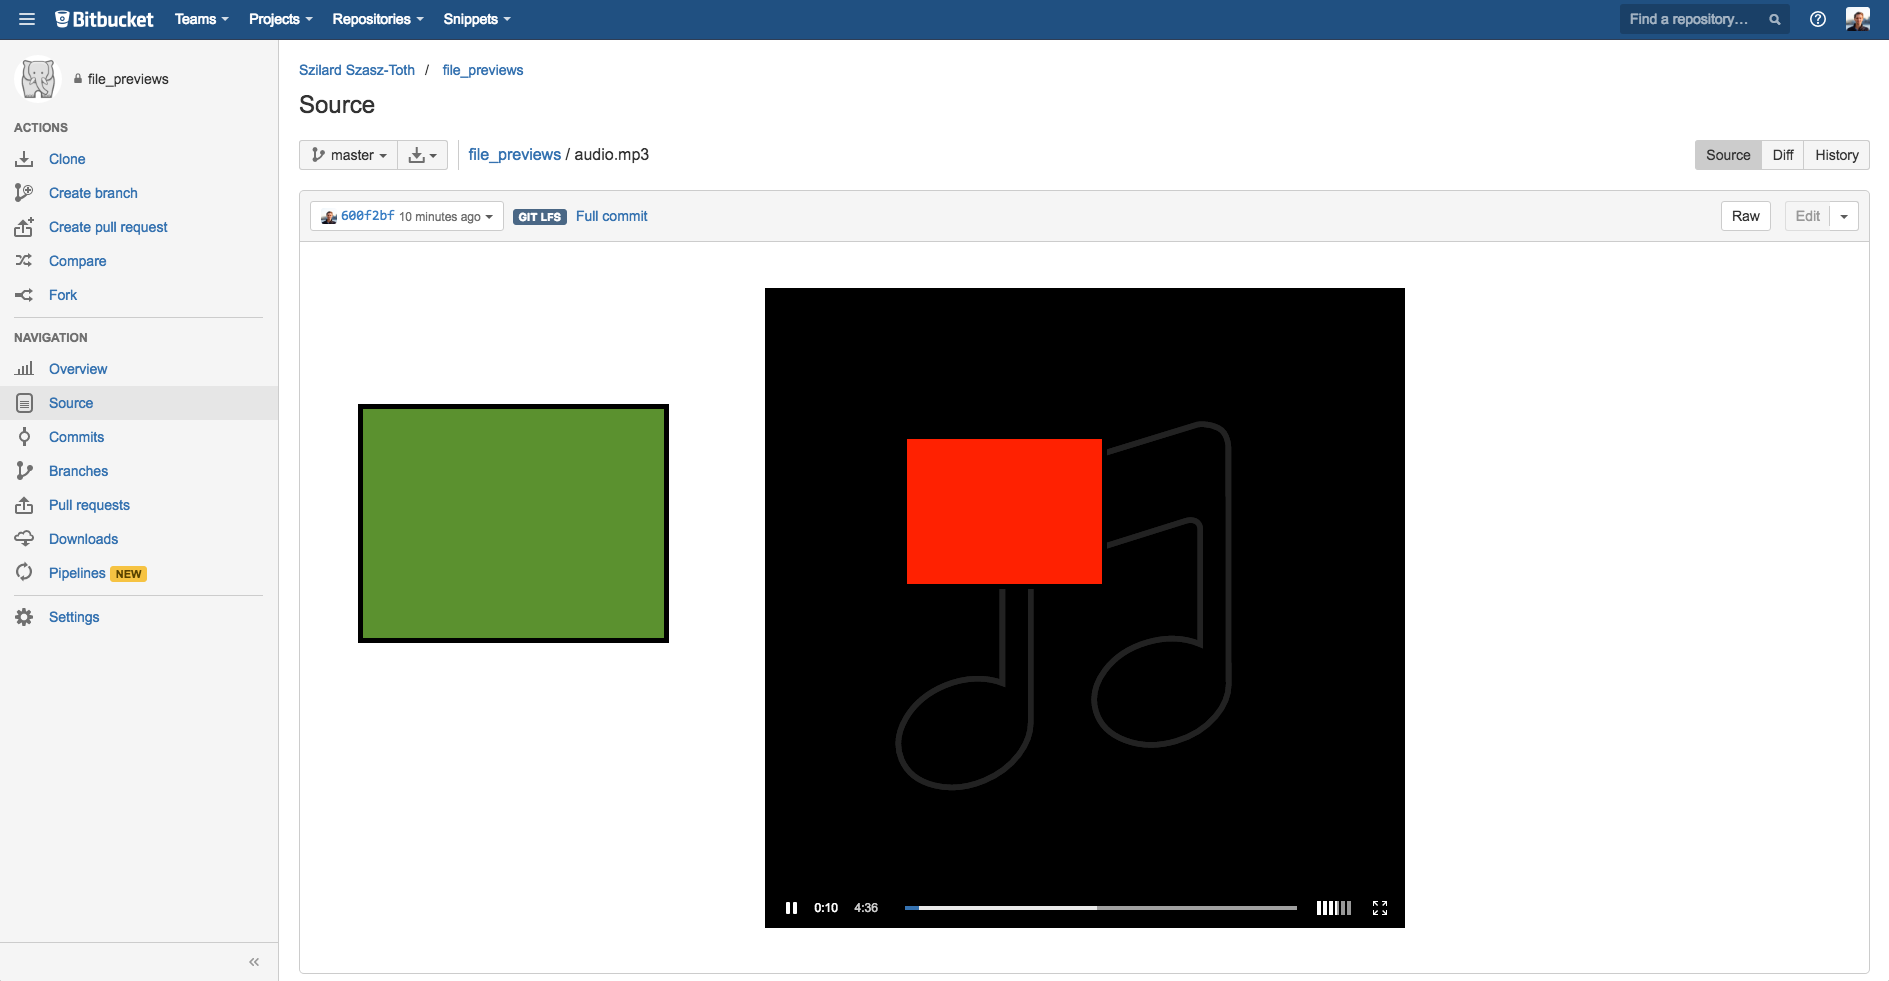 Bitbucket Teams Projects Repositories Snippets Find a repository...
file_previews
ACTIONS
Clone
Create branch
Create pull request
Compare
Fork
NAVIGATION
Overview
Source
Commits
Branches
Pull requests
Downloads
Pipelines NEW
Settings
Szilard Szasz-Toth / file_previews
Source
master file_previews / audio.mp3 Source Diff History
600f2bf 10 minutes ago GIT LFS Full commit Raw Edit
0:10 4:36